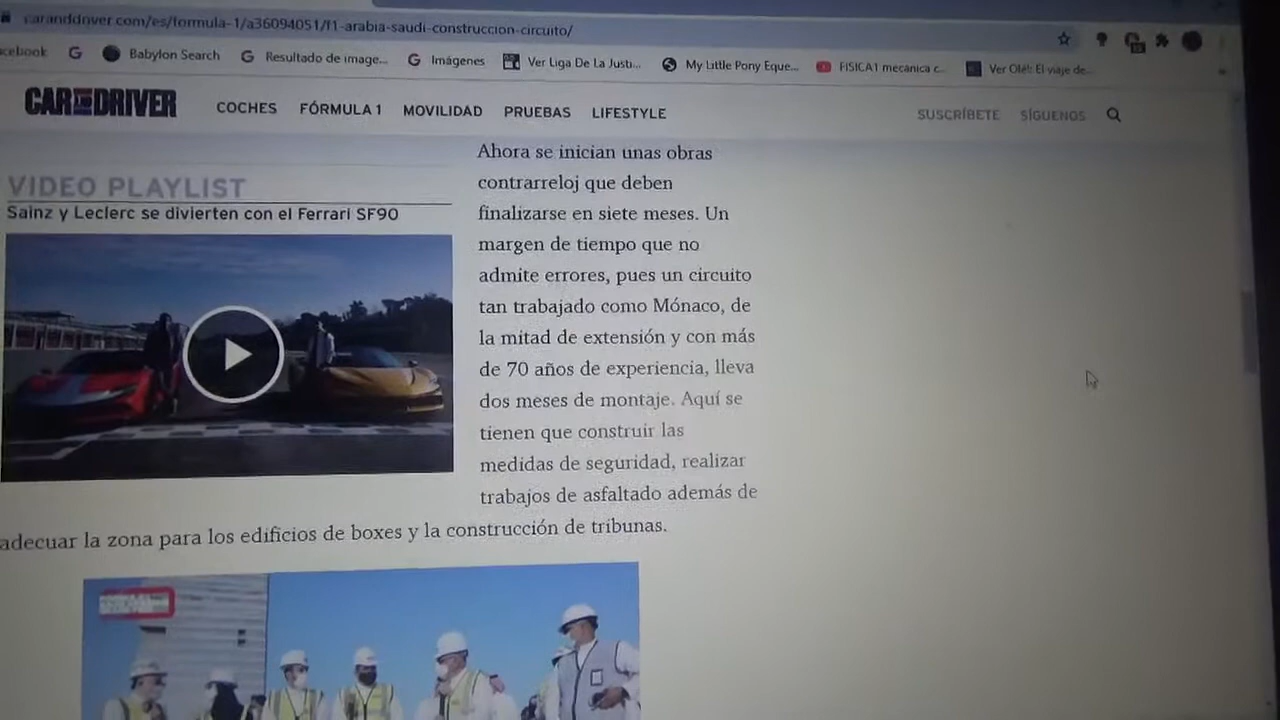 caranddriver.com/es/formula-1/a36094051/f1-arabia-saudi-construccion-circuito/
cebook
Babylon Search
Resultado de image...
Imágenes
Ver Liga De La Justi...
My Little Pony Eque...
FISICA1 mecánica c...
Ver Olé!: El viaje de...
CAR AND DRIVER
COCHES
FÓRMULA 1
MOVILIDAD
PRUEBAS
LIFESTYLE
SUSCRÍBETE
SÍGUENOS
VIDEO PLAYLIST
Sainz y Leclerc se divierten con el Ferrari SF90
Ahora se inician unas obras
contrarreloj que deben
finalizarse en siete meses. Un
margen de tiempo que no
admite errores, pues un circuito
tan trabajado como Mónaco, de
la mitad de extensión y con más
de 70 años de experiencia, lleva
dos meses de montaje. Aquí se
tienen que construir las
medidas de seguridad, realizar
trabajos de asfaltado además de
adecuar la zona para los edificios de boxes y la construcción de tribunas.